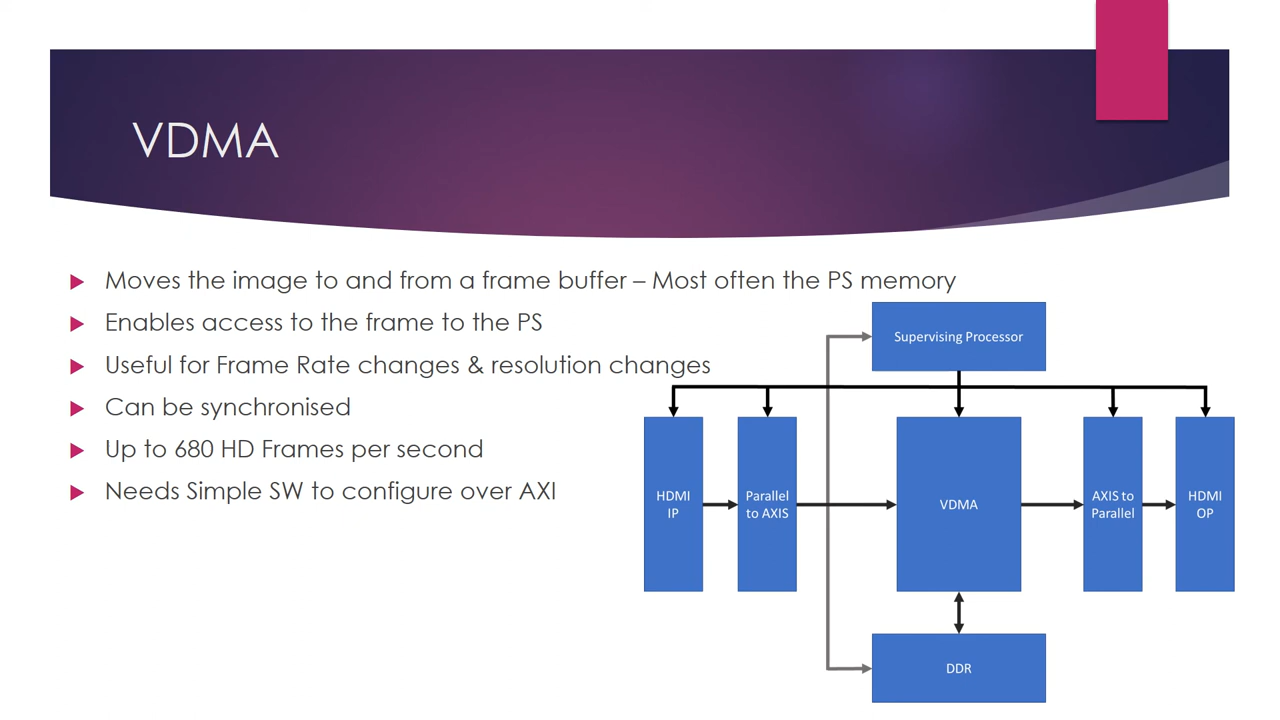 VDMA
Moves the image to and from a frame buffer – Most often the PS memory
Enables access to the frame to the PS
Useful for Frame Rate changes & resolution changes
Can be synchronised
Up to 680 HD Frames per second
Needs Simple SW to configure over AXI
Supervising Processor
HDMI
IP
Parallel
to AXIS
VDMA
AXIS to
Parallel
HDMI
OP
DDR